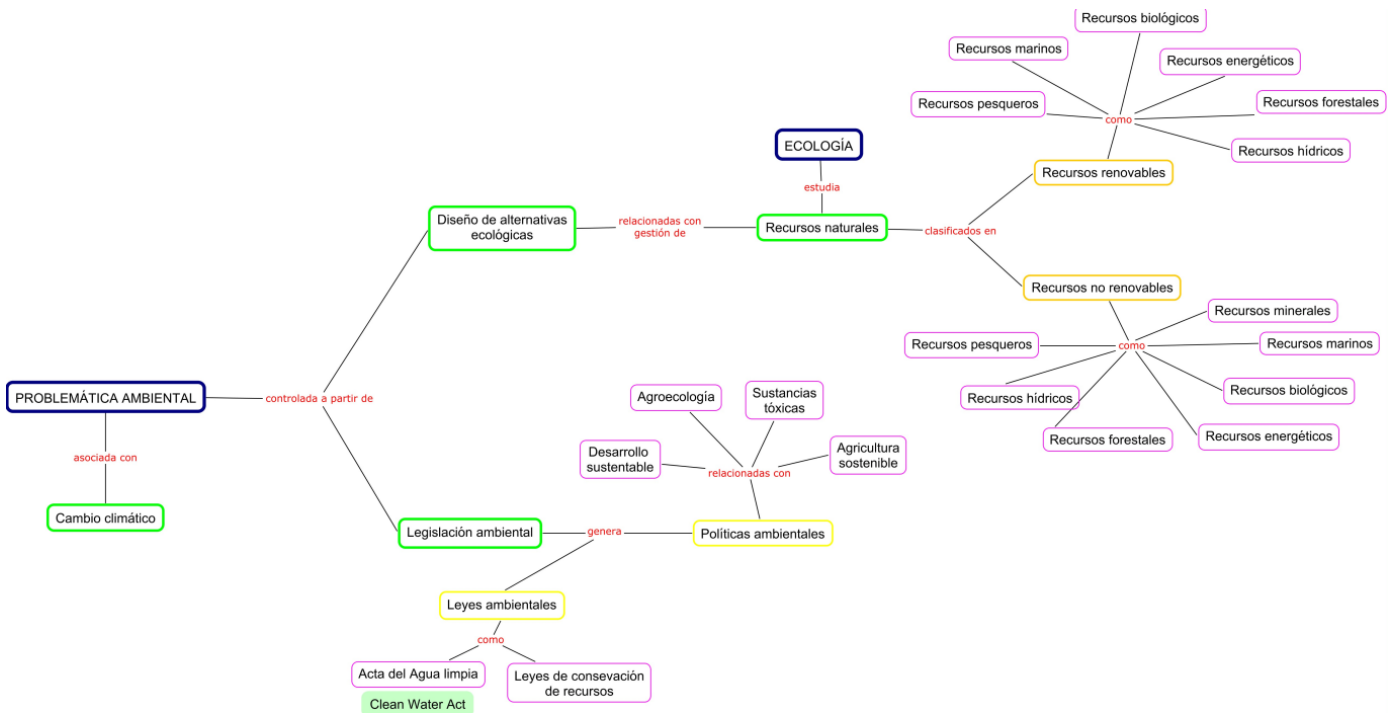 Recursos biológicos
Recursos marinos
Recursos energéticos
Recursos pesqueros
como
Recursos forestales
ECOLOGÍA
Recursos hídricos
Recursos renovables
estudia
Diseño de alternativas
ecológicas
relacionadas con
gestión de
Recursos naturales
clasificados en
Recursos no renovables
Recursos minerales
Recursos pesqueros
como
Recursos marinos
PROBLEMÁTICA AMBIENTAL
controlada a partir de
Agroecología
Sustancias
tóxicas
Recursos hídricos
Recursos biológicos
Recursos forestales
Recursos energéticos
asociada con
Desarrollo
sustentable
relacionadas con
Agricultura
sostenible
Cambio climático
Legislación ambiental
genera
Políticas ambientales
Leyes ambientales
como
Acta del Agua limpia
Leyes de consevación
de recursos
Clean Water Act